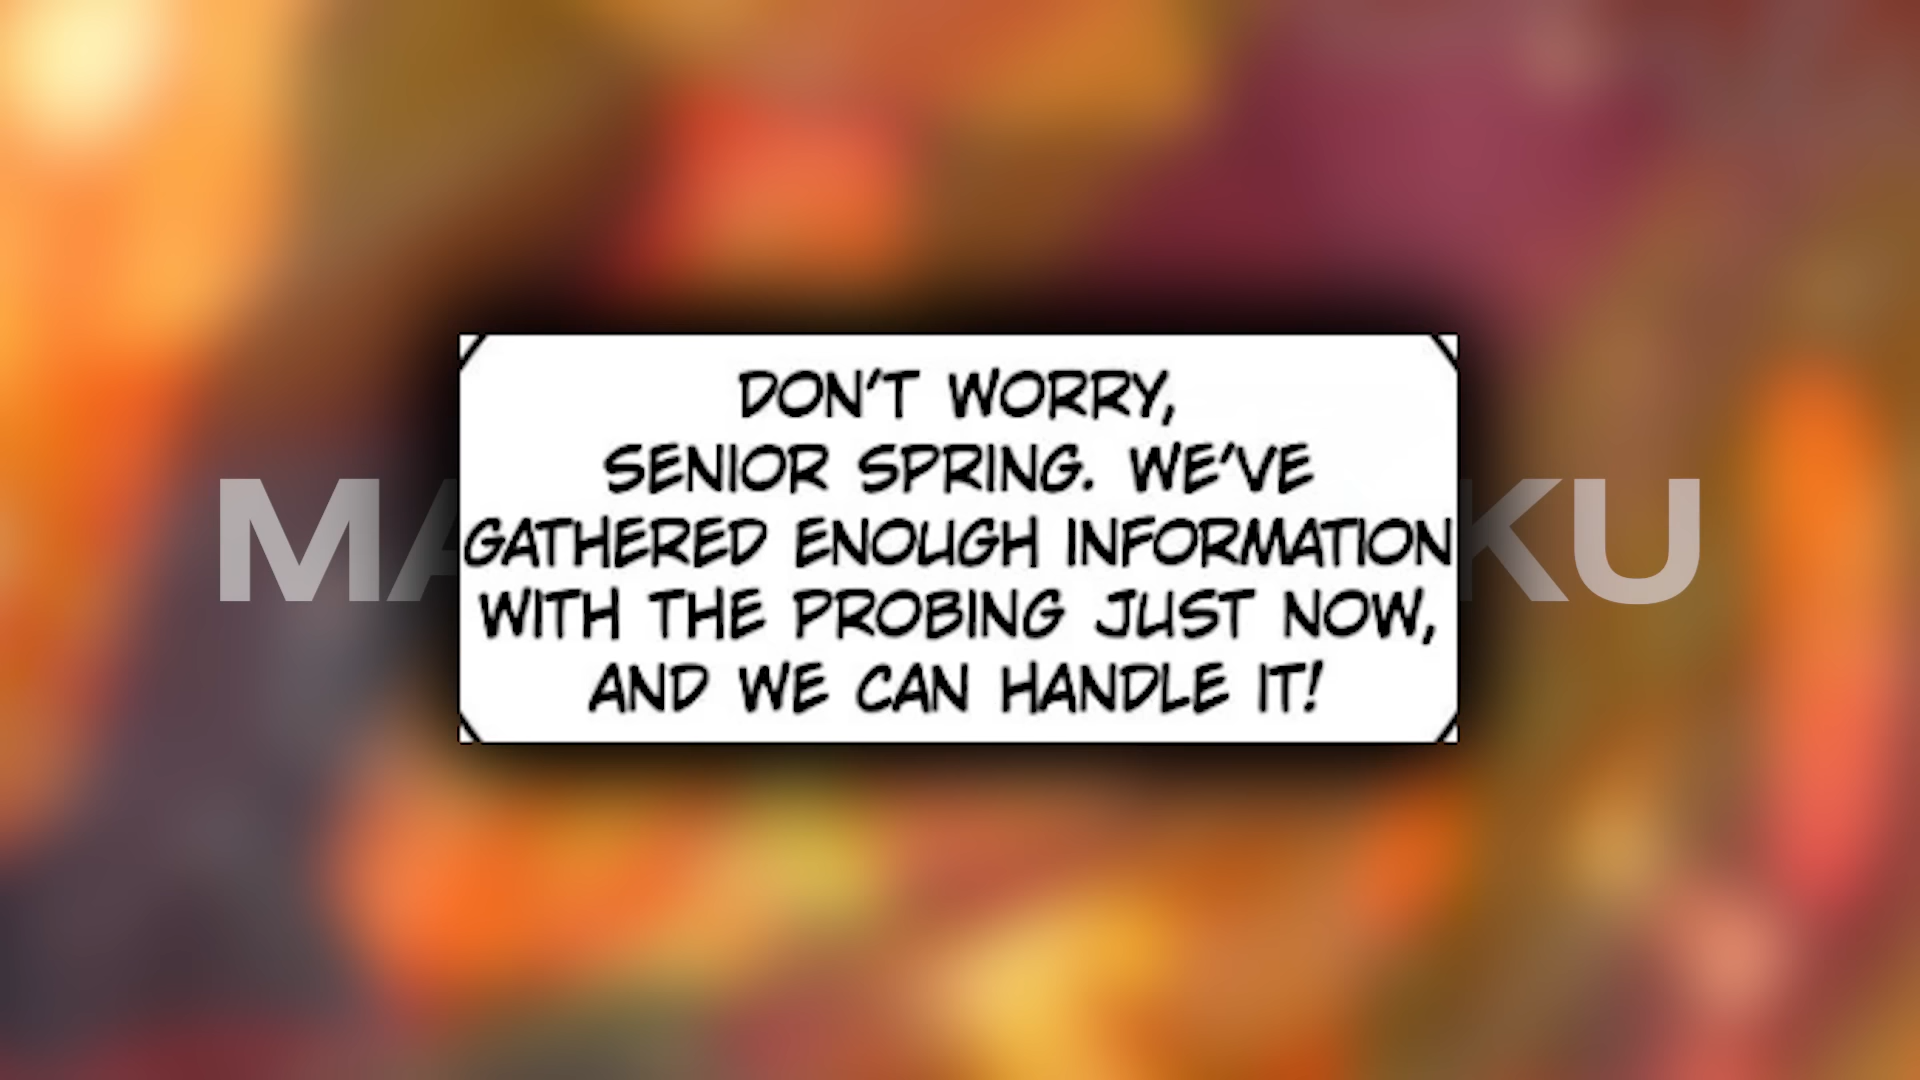 DON'T WORRY,
SENIOR SPRING. WE'VE
GATHERED ENOUGH INFORMATION
WITH THE PROBING JUST NOW,
AND WE CAN HANDLE IT!